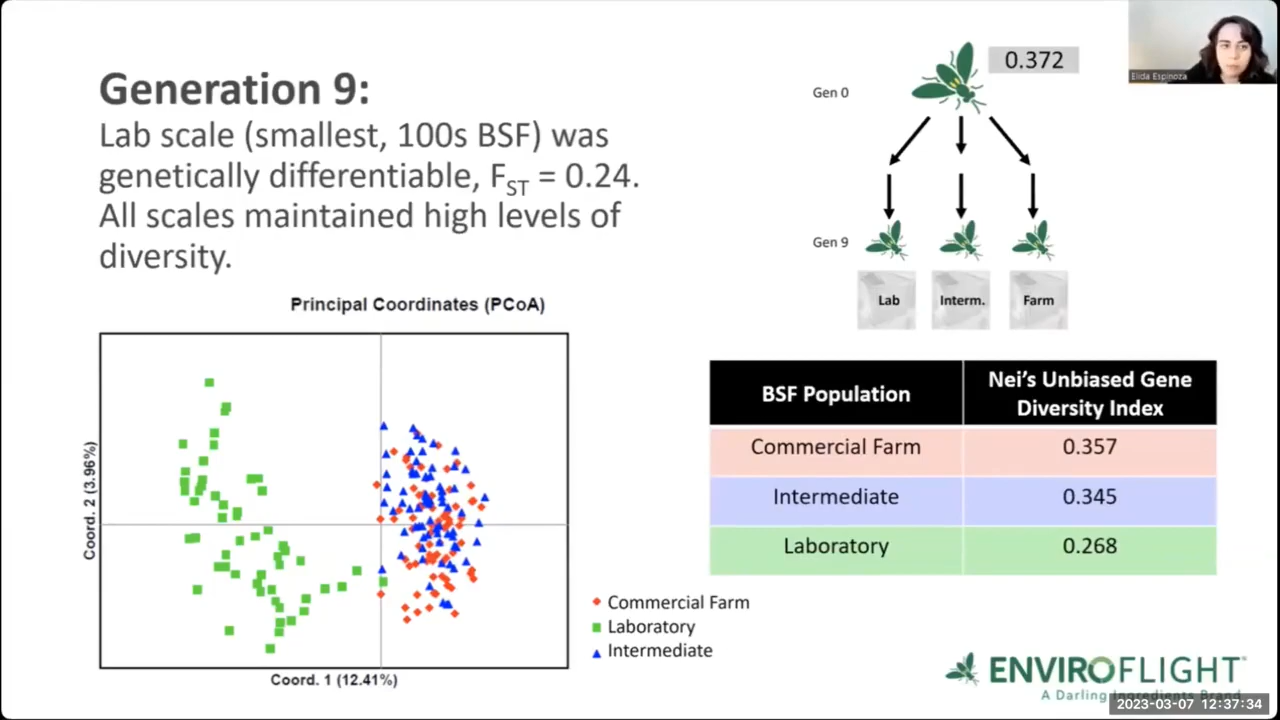 Generation 9:
Lab scale (smallest, 100s BSF) was
genetically differentiable, FST = 0.24.
All scales maintained high levels of
diversity.
0.372
Elida Espinoza
Gen 0
Gen 9
Lab
Interm.
Farm
Principal Coordinates (PCoA)
Coord. 2 (3.96%)
Coord. 1 (12.41%)
Commercial Farm
Laboratory
Intermediate
BSF Population
Nei's Unbiased Gene
Diversity Index
Commercial Farm 0.357
Intermediate 0.345
Laboratory 0.268
ENVIROFLIGHT™
A Darling Ingredients Brand
2023-03-07 12:37:34